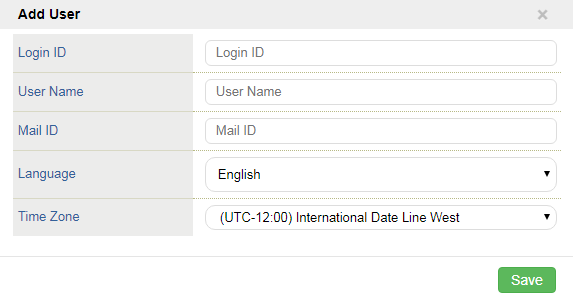 Add User ×
Login ID Login ID
User Name User Name
Mail ID Mail ID
Language English
Time Zone (UTC-12:00) International Date Line West
Save